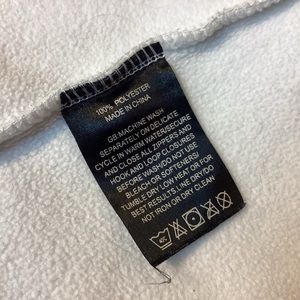 100% POLYESTER
MADE IN CHINA
GB-MACHINE WASH
SEPARATELY ON DELICATE
CYCLE IN WARM WATER/SECURE
AND CLOSE ALL ZIPPERS AND
HOOK AND LOOP CLOSURES
BEFORE WASH/DO NOT USE
BLEACH OR SOFTENERS/
TUMBLE DRY LOW HEAT OR FOR
BEST RESULTS, LINE DRY/DO
NOT IRON OR DRY CLEAN